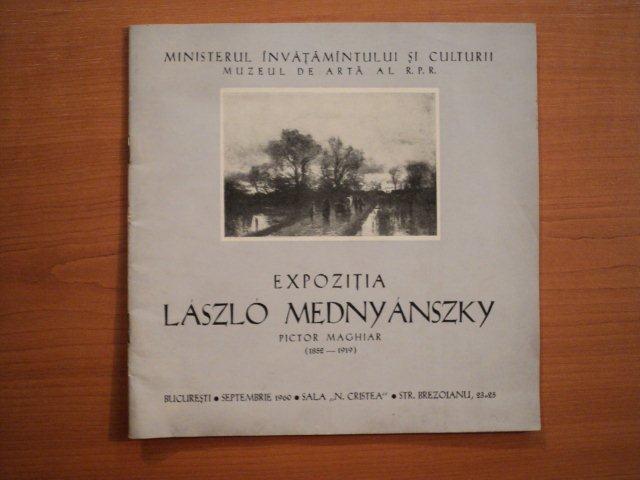 MINISTERUL ÎNVĂȚĂMÎNTULUI ȘI CULTURII
MUZEUL DE ARTĂ AL R.P.R.
EXPOZIȚIA
LÁSZLÓ MEDNYÁNSZKY
PICTOR MAGHIAR
(1852 — 1919)
BUCUREȘTI • SEPTEMBRIE 1960 • SALA „N. CRISTEA" • STR. BREZOIANU, 23-25